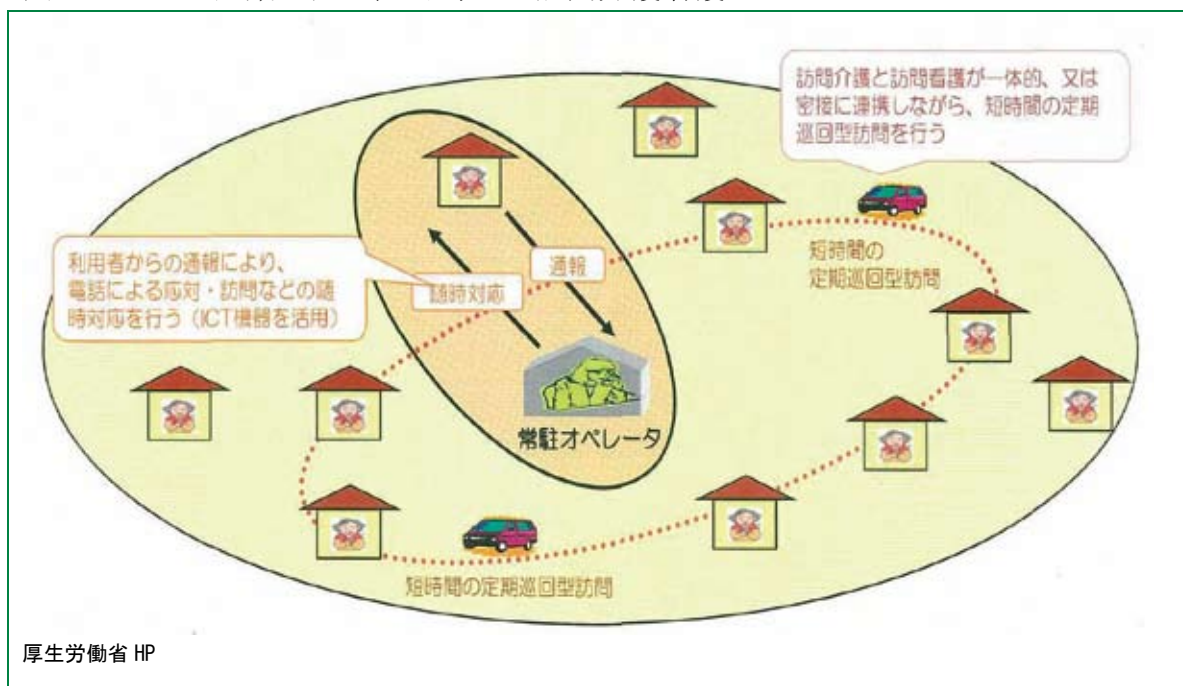 訪問介護と訪問看護が一体的、又は
密接に連携しながら、短時間の定期
巡回型訪問を行う
利用者からの通報により、
電話による応対・訪問などの随
時対応を行う（ICT機器を活用）
通報
随時対応
短時間の
定期巡回型訪問
常駐オペレータ
短時間の定期巡回型訪問
厚生労働省 HP